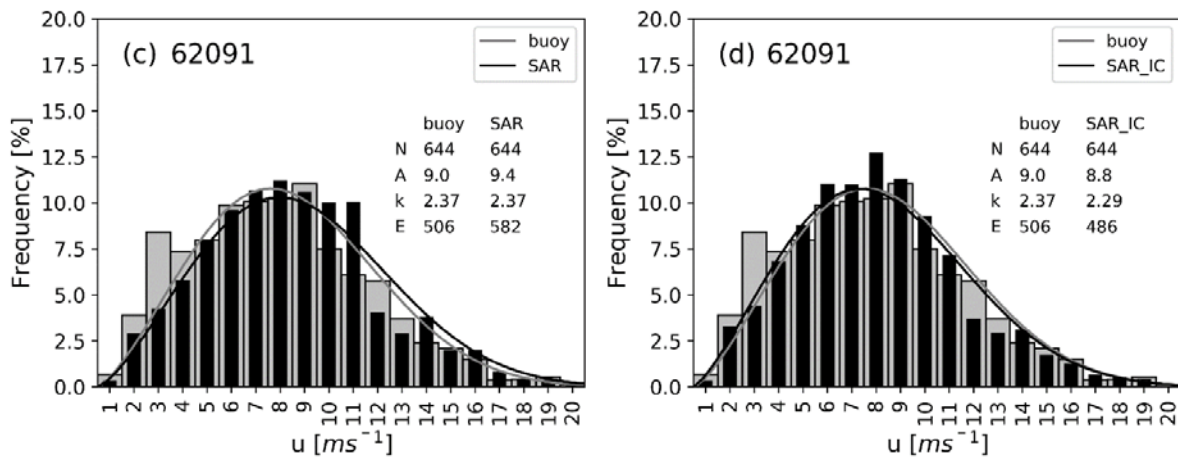 (c) 62091
buoy
SAR
buoy SAR
N 644 644
A 9.0 9.4
k 2.37 2.37
E 506 582
Frequency [%]
20.0
17.5
15.0
12.5
10.0
7.5
5.0
2.5
0.0
1 2 3 4 5 6 7 8 9 10 11 12 13 14 15 16 17 18 19 20
u [ms⁻¹]
(d) 62091
buoy
SAR_IC
buoy SAR_IC
N 644 644
A 9.0 8.8
k 2.37 2.29
E 506 486
Frequency [%]
20.0
17.5
15.0
12.5
10.0
7.5
5.0
2.5
0.0
1 2 3 4 5 6 7 8 9 10 11 12 13 14 15 16 17 18 19 20
u [ms⁻¹]